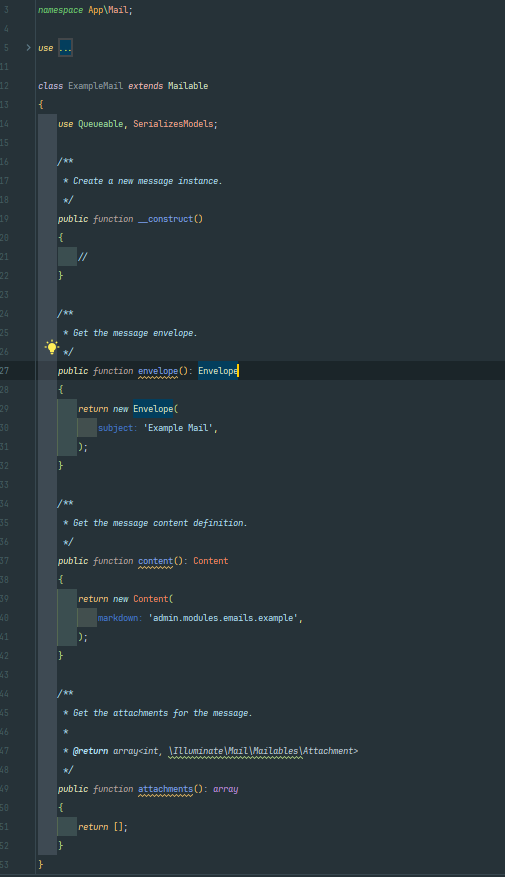 3 namespace App\Mail;
4
5 use ...
11
12 class ExampleMail extends Mailable
13 {
14 use Queueable, SerializesModels;
15
16 /**
17 * Create a new message instance.
18 */
19 public function __construct()
20 {
21 //
22 }
23
24 /**
25 * Get the message envelope.
26 */
27 public function envelope(): Envelope
28 {
29 return new Envelope(
30 subject: 'Example Mail',
31 );
32 }
33
34 /**
35 * Get the message content definition.
36 */
37 public function content(): Content
38 {
39 return new Content(
40 markdown: 'admin.modules.emails.example',
41 );
42 }
43
44 /**
45 * Get the attachments for the message.
46 *
47 * @return array<int, \Illuminate\Mail\Mailables\Attachment>
48 */
49 public function attachments(): array
50 {
51 return [];
52 }
53 }